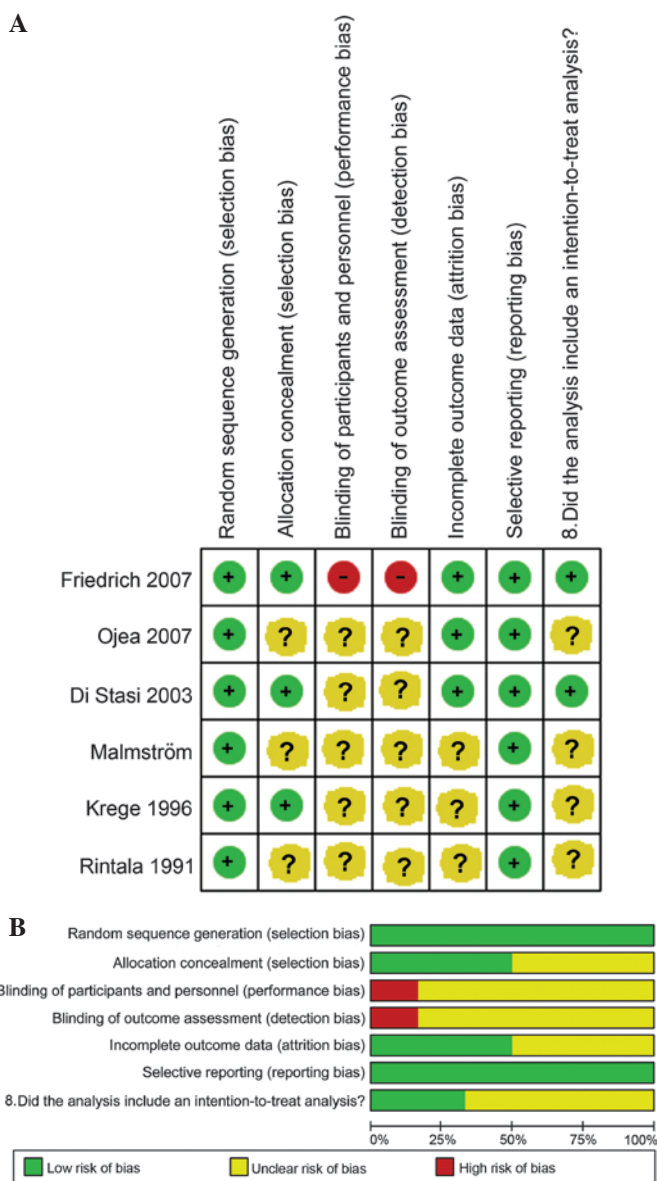 A
Random sequence generation (selection bias)
Allocation concealment (selection bias)
Blinding of participants and personnel (performance bias)
Blinding of outcome assessment (detection bias)
Incomplete outcome data (attrition bias)
Selective reporting (reporting bias)
8.Did the analysis include an intention-to-treat analysis?
Friedrich 2007 + + - - + + +
Ojea 2007 + ? ? ? + + ?
Di Stasi 2003 + + ? ? + + +
Malmström + ? ? ? ? + ?
Krege 1996 + + ? ? ? + ?
Rintala 1991 + ? ? ? ? + ?
B
Random sequence generation (selection bias)
Allocation concealment (selection bias)
Blinding of participants and personnel (performance bias)
Blinding of outcome assessment (detection bias)
Incomplete outcome data (attrition bias)
Selective reporting (reporting bias)
8.Did the analysis include an intention-to-treat analysis?
0% 25% 50% 75% 100%
Low risk of bias Unclear risk of bias High risk of bias